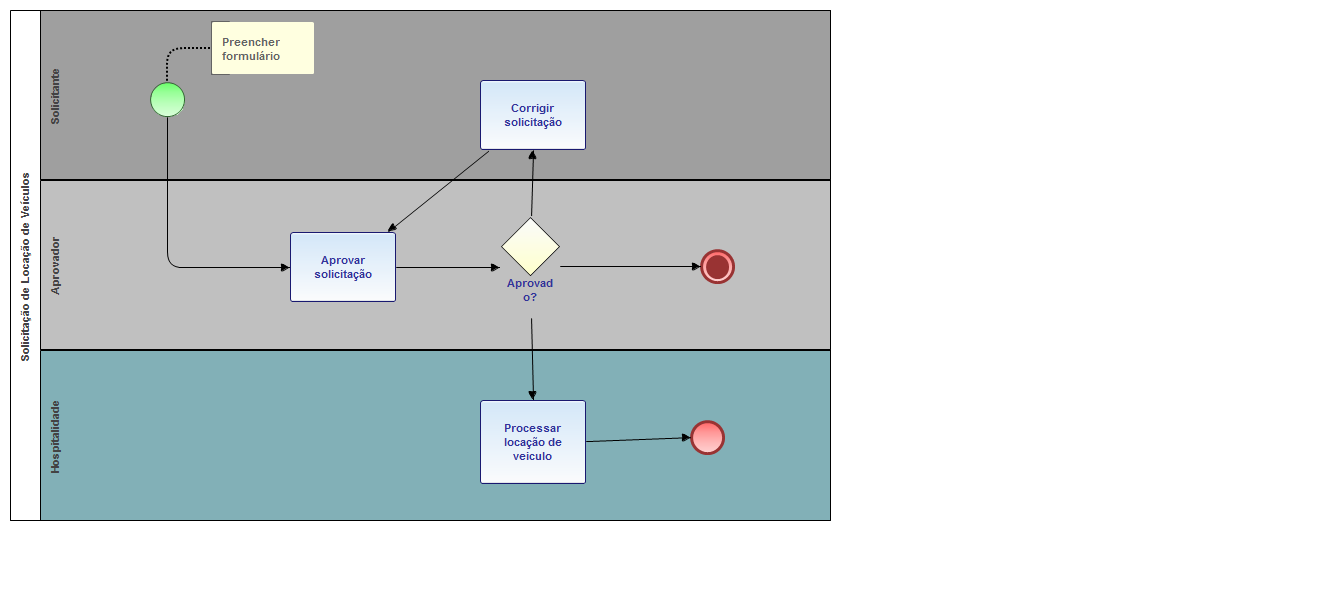 Solicitação de Locação de Veículos
Solicitante
Preencher
formulário
Corrigir
solicitação
Aprovador
Aprovar
solicitação
Aprovad
o?
Hospitalidade
Processar
locação de
veiculo